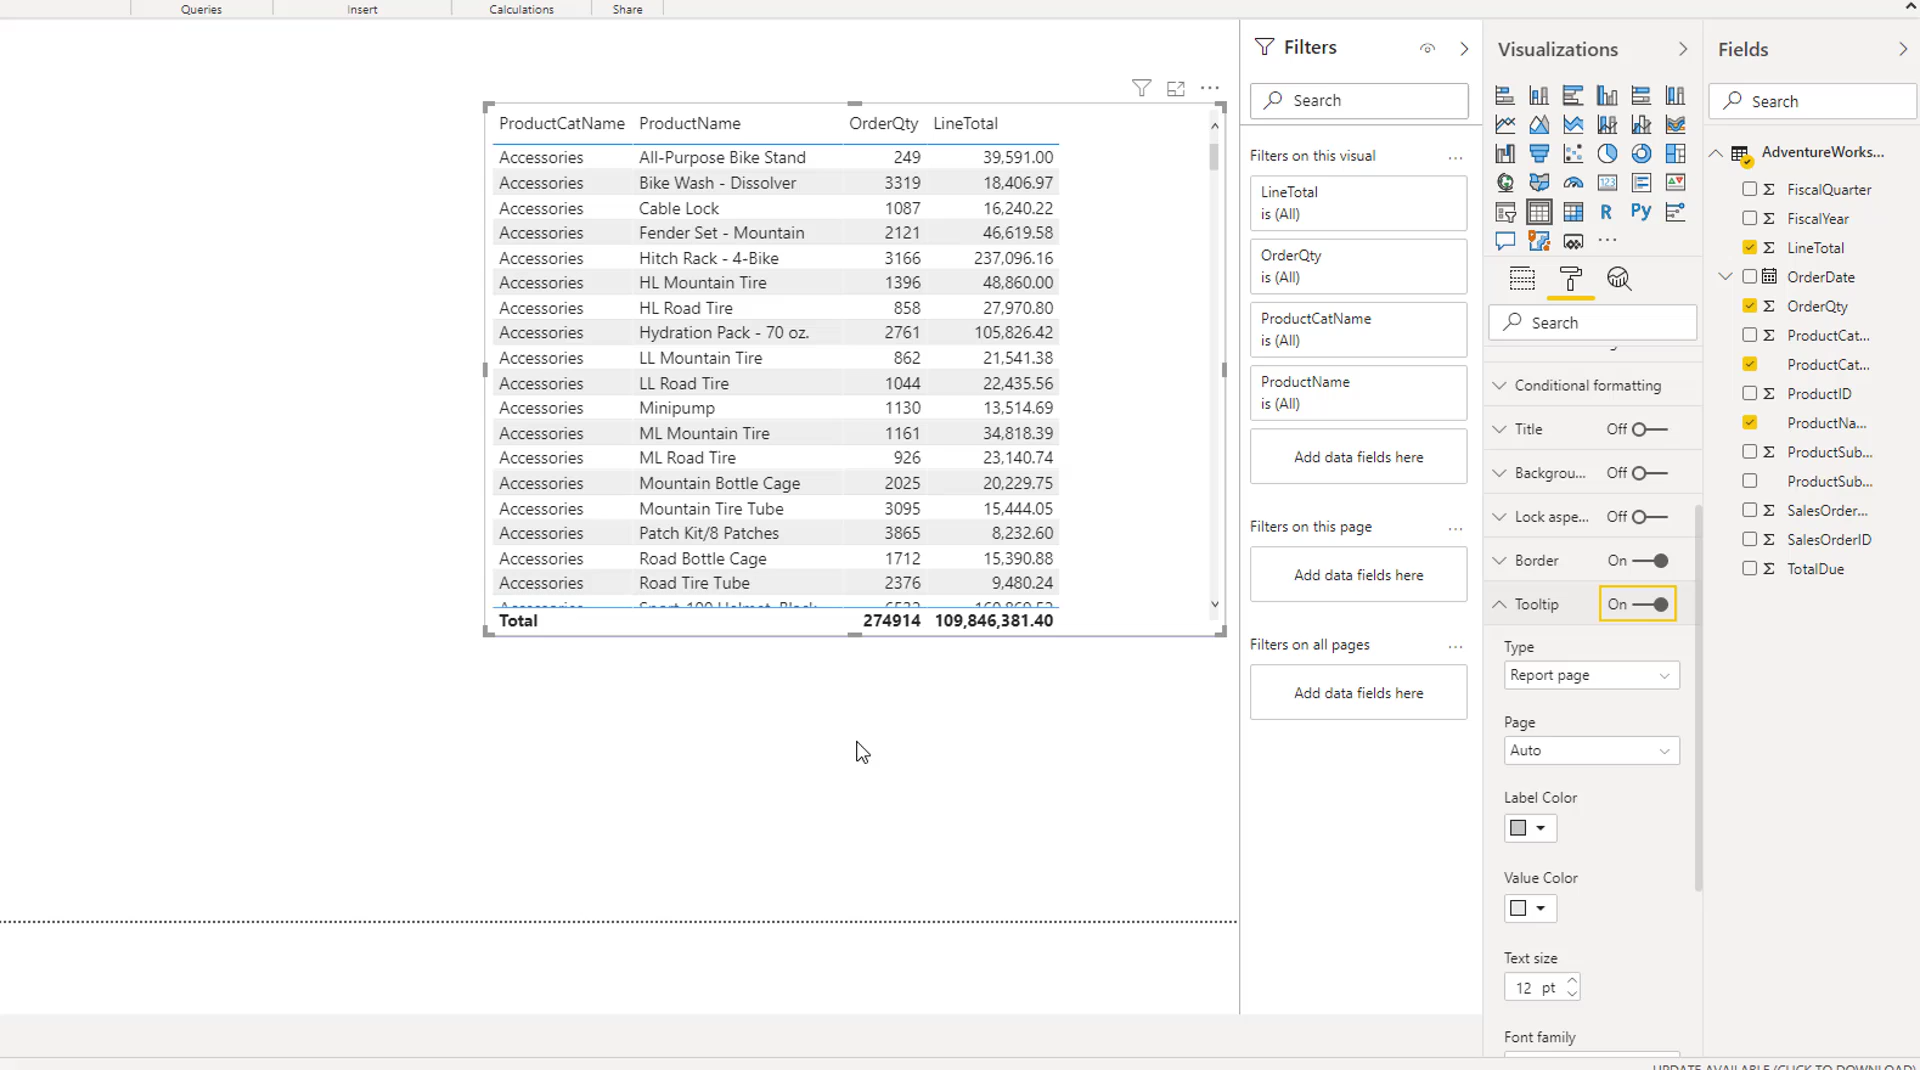 Queries Insert Calculations Share
ProductCatName ProductName OrderQty LineTotal
Accessories All-Purpose Bike Stand 249 39,591.00
Accessories Bike Wash - Dissolver 3319 18,406.97
Accessories Cable Lock 1087 16,240.22
Accessories Fender Set - Mountain 2121 46,619.58
Accessories Hitch Rack - 4-Bike 3166 237,096.16
Accessories HL Mountain Tire 1396 48,860.00
Accessories HL Road Tire 858 27,970.80
Accessories Hydration Pack - 70 oz. 2761 105,826.42
Accessories LL Mountain Tire 862 21,541.38
Accessories LL Road Tire 1044 22,435.56
Accessories Minipump 1130 13,514.69
Accessories ML Mountain Tire 1161 34,818.39
Accessories ML Road Tire 926 23,140.74
Accessories Mountain Bottle Cage 2025 20,229.75
Accessories Mountain Tire Tube 3095 15,444.05
Accessories Patch Kit/8 Patches 3865 8,232.60
Accessories Road Bottle Cage 1712 15,390.88
Accessories Road Tire Tube 2376 9,480.24
Total 274914 109,846,381.40
Filters
Search
Filters on this visual ...
LineTotal
is (All)
OrderQty
is (All)
ProductCatName
is (All)
ProductName
is (All)
Add data fields here
Filters on this page ...
Add data fields here
Filters on all pages ...
Add data fields here
Visualizations
R Py
123
Search
Conditional formatting
Title Off
Backgrou... Off
Lock aspe... Off
Border On
Tooltip On
Type
Report page
Page
Auto
Label Color
Value Color
Text size
12 pt
Font family
Fields
Search
AdventureWorks...
Σ FiscalQuarter
Σ FiscalYear
Σ LineTotal
OrderDate
Σ OrderQty
Σ ProductCat...
ProductCat...
Σ ProductID
ProductNa...
Σ ProductSub...
ProductSub...
Σ SalesOrder...
Σ SalesOrderID
Σ TotalDue
UPDATE AVAILABLE (CLICK TO DOWNLOAD)